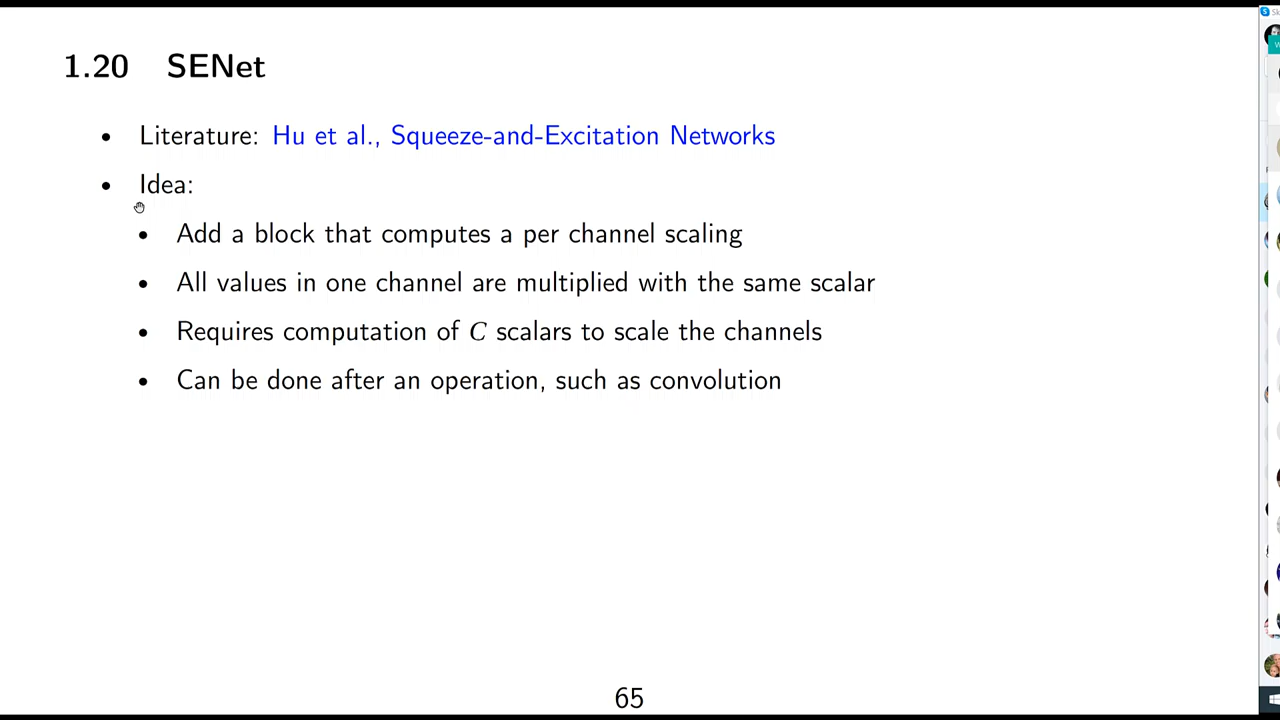 1.20 SENet
• Literature: Hu et al., Squeeze-and-Excitation Networks
• Idea:
• Add a block that computes a per channel scaling
• All values in one channel are multiplied with the same scalar
• Requires computation of C scalars to scale the channels
• Can be done after an operation, such as convolution
65